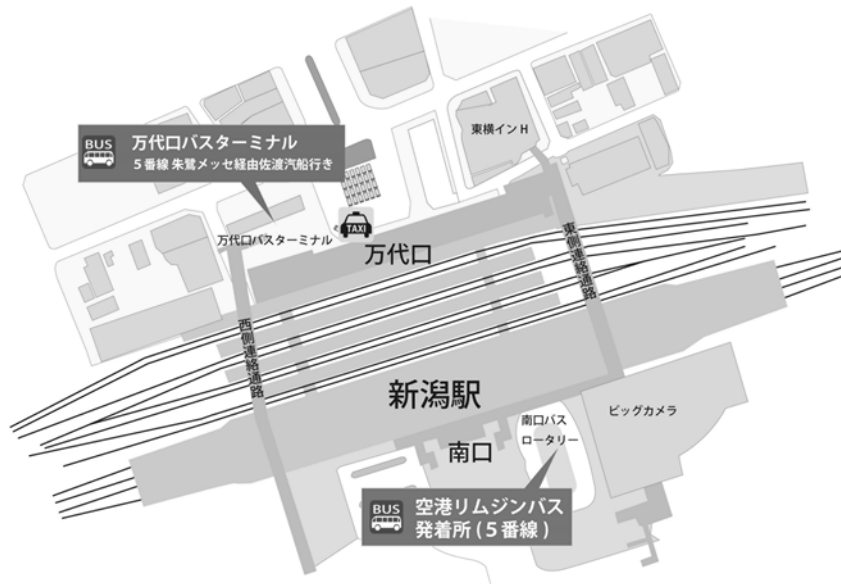 東横イン H
BUS
万代口バスターミナル
5番線 朱鷺メッセ経由佐渡汽船行き
TAXI
万代口バスターミナル
万代口
東側連絡通路
西側連絡通路
新潟駅
ビッグカメラ
南口バス
ロータリー
南口
BUS
空港リムジンバス
発着所(5番線)